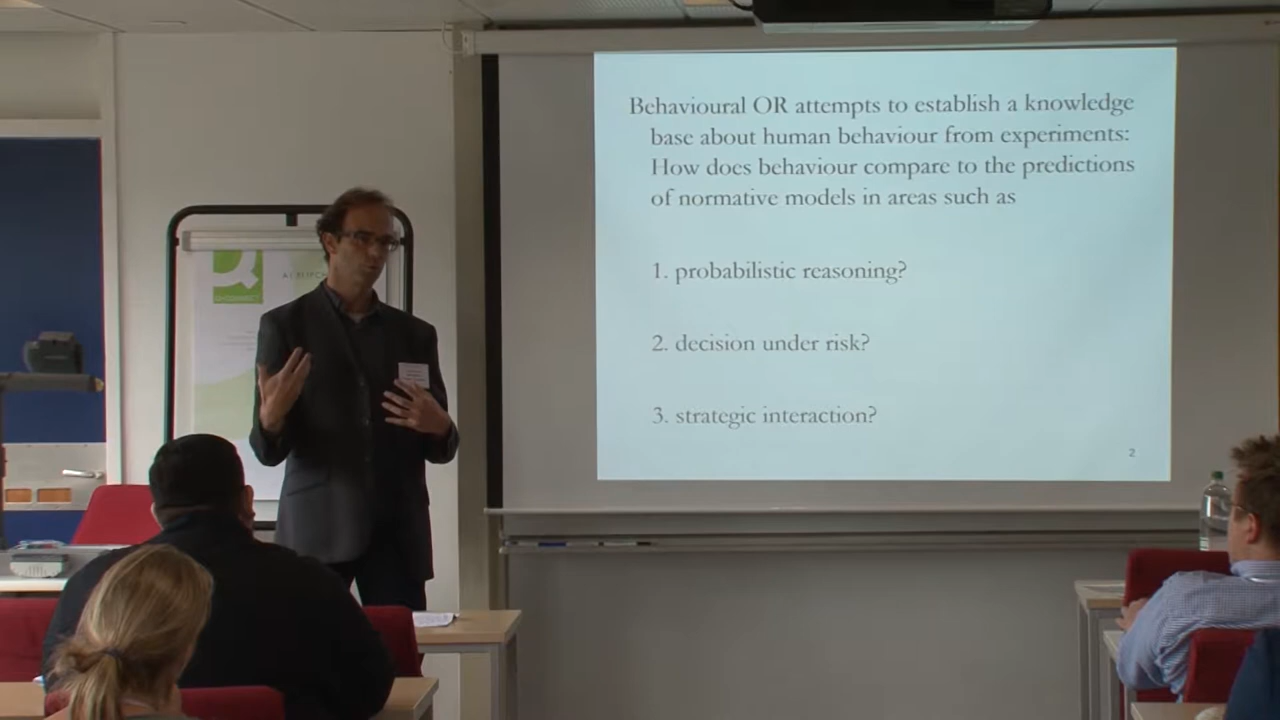 Behavioural OR attempts to establish a knowledge
base about human behaviour from experiments:
How does behaviour compare to the predictions
of normative models in areas such as
1. probabilistic reasoning?
2. decision under risk?
3. strategic interaction?
2